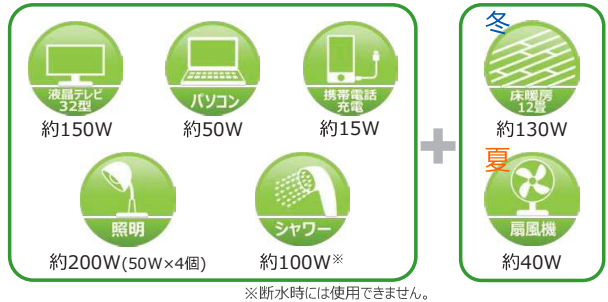 液晶テレビ
32型
約150W
パソコン
約50W
携帯電話
充電
約15W
照明
約200W(50W×4個)
シャワー
約100W※
冬
床暖房
12畳
約130W
夏
扇風機
約40W
※断水時には使用できません。